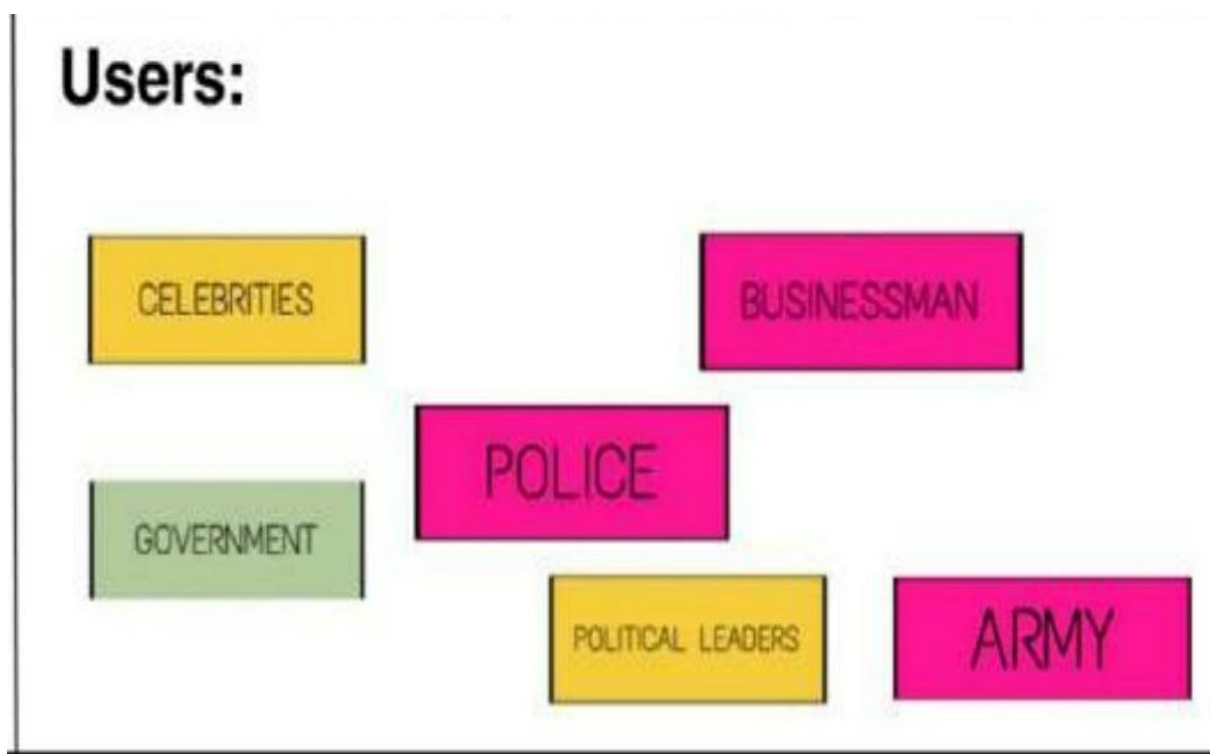 Users:
CELEBRITIES
BUSINESSMAN
POLICE
GOVERNMENT
POLITICAL LEADERS
ARMY